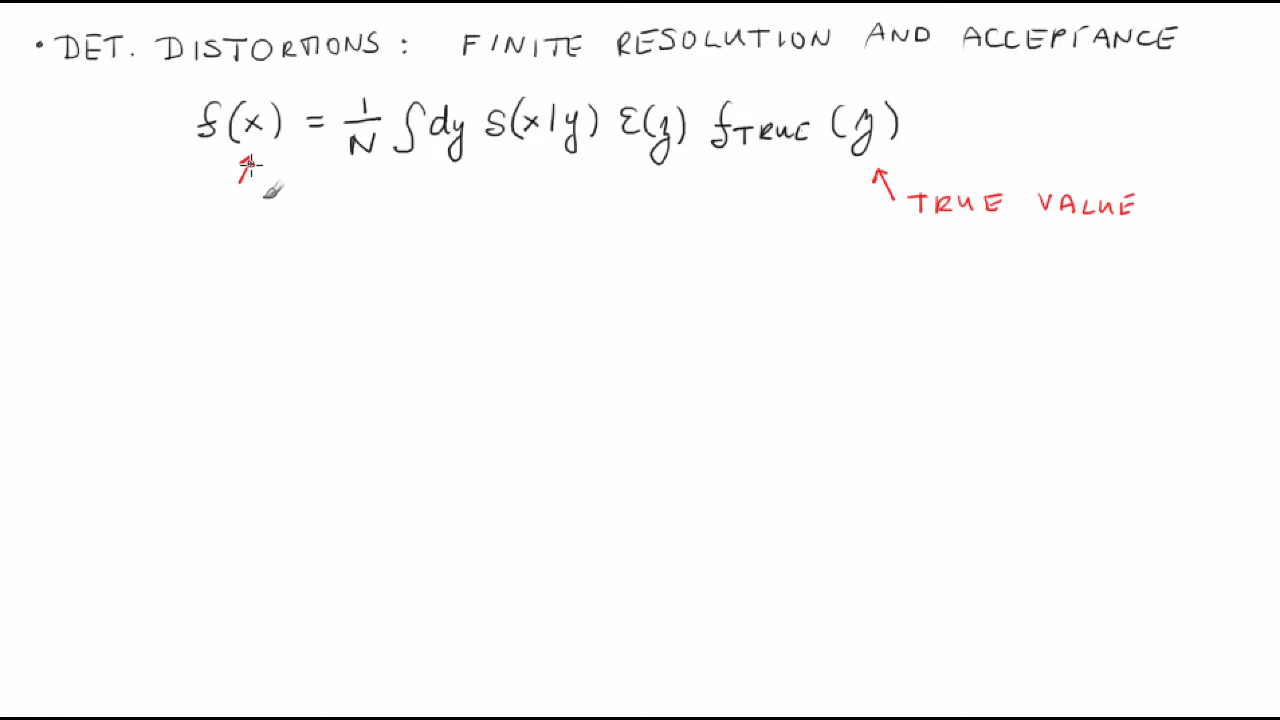 • DET. DISTORTIONS: FINITE RESOLUTION AND ACCEPTANCE
f(x) = 1/N ∫dy S(x|y) ε(y) f_TRUE (y)
TRUE VALUE